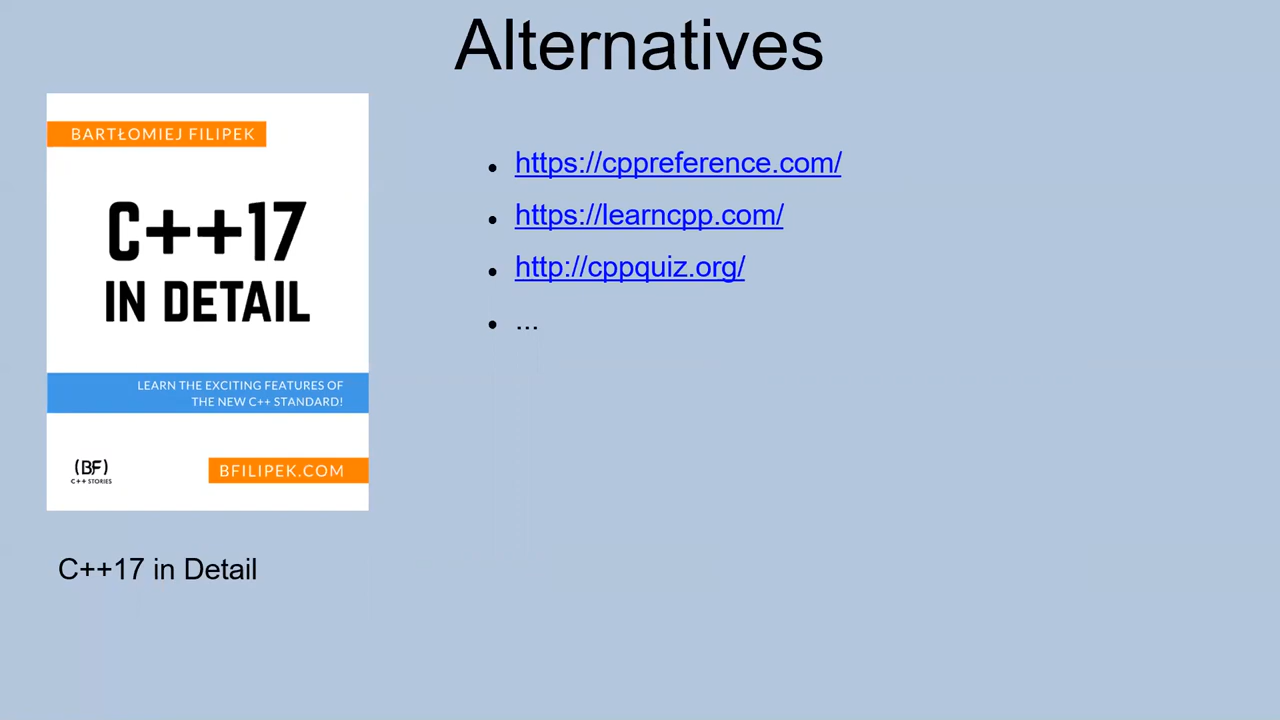 Alternatives
BARTŁOMIEJ FILIPEK
C++17
IN DETAIL
LEARN THE EXCITING FEATURES OF
THE NEW C++ STANDARD!
(BF)
C++ STORIES
BFILIPEK.COM
C++17 in Detail
• https://cppreference.com/
• https://learncpp.com/
• http://cppquiz.org/
• ...